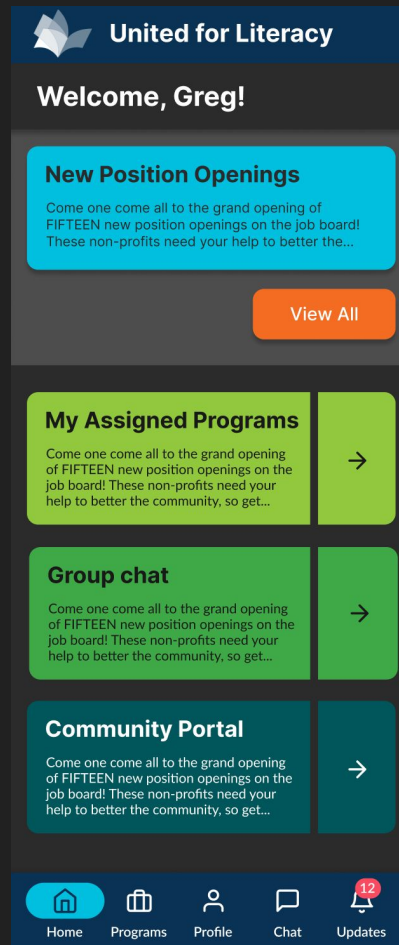 United for Literacy
Welcome, Greg!
New Position Openings
Come one come all to the grand opening of
FIFTEEN new position openings on the job board!
These non-profits need your help to better the...
View All
My Assigned Programs
Come one come all to the grand opening
of FIFTEEN new position openings on the
job board! These non-profits need your
help to better the community, so get...
Group chat
Come one come all to the grand opening
of FIFTEEN new position openings on the
job board! These non-profits need your
help to better the community, so get...
Community Portal
Come one come all to the grand opening
of FIFTEEN new position openings on the
job board! These non-profits need your
help to better the community, so get...
12
Home Programs Profile Chat Updates